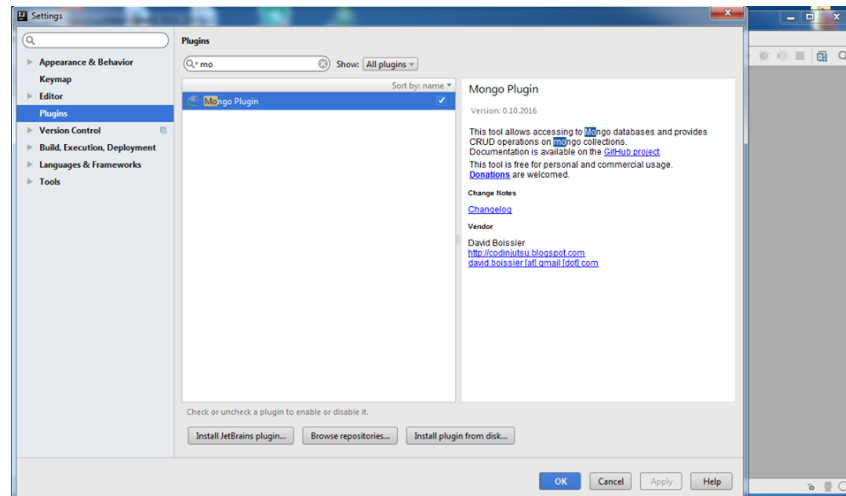 Settings
Plugins
mo
Show: All plugins
Appearance & Behavior
Keymap
Editor
Plugins
Version Control
Build, Execution, Deployment
Languages & Frameworks
Tools
Sort by: name
Mongo Plugin
Mongo Plugin
Version: 0.10.2016
This tool allows accessing to Mongo databases and provides
CRUD operations on mongo collections.
Documentation is available on the GitHub project
This tool is free for personal and commercial usage.
Donations are welcomed.
Change Notes
Changelog
Vendor
David Boissier
http://codinjutsu.blogspot.com
david.boissier [at] gmail [dot] com
Check or uncheck a plugin to enable or disable it.
Install JetBrains plugin...
Browse repositories...
Install plugin from disk...
OK
Cancel
Apply
Help